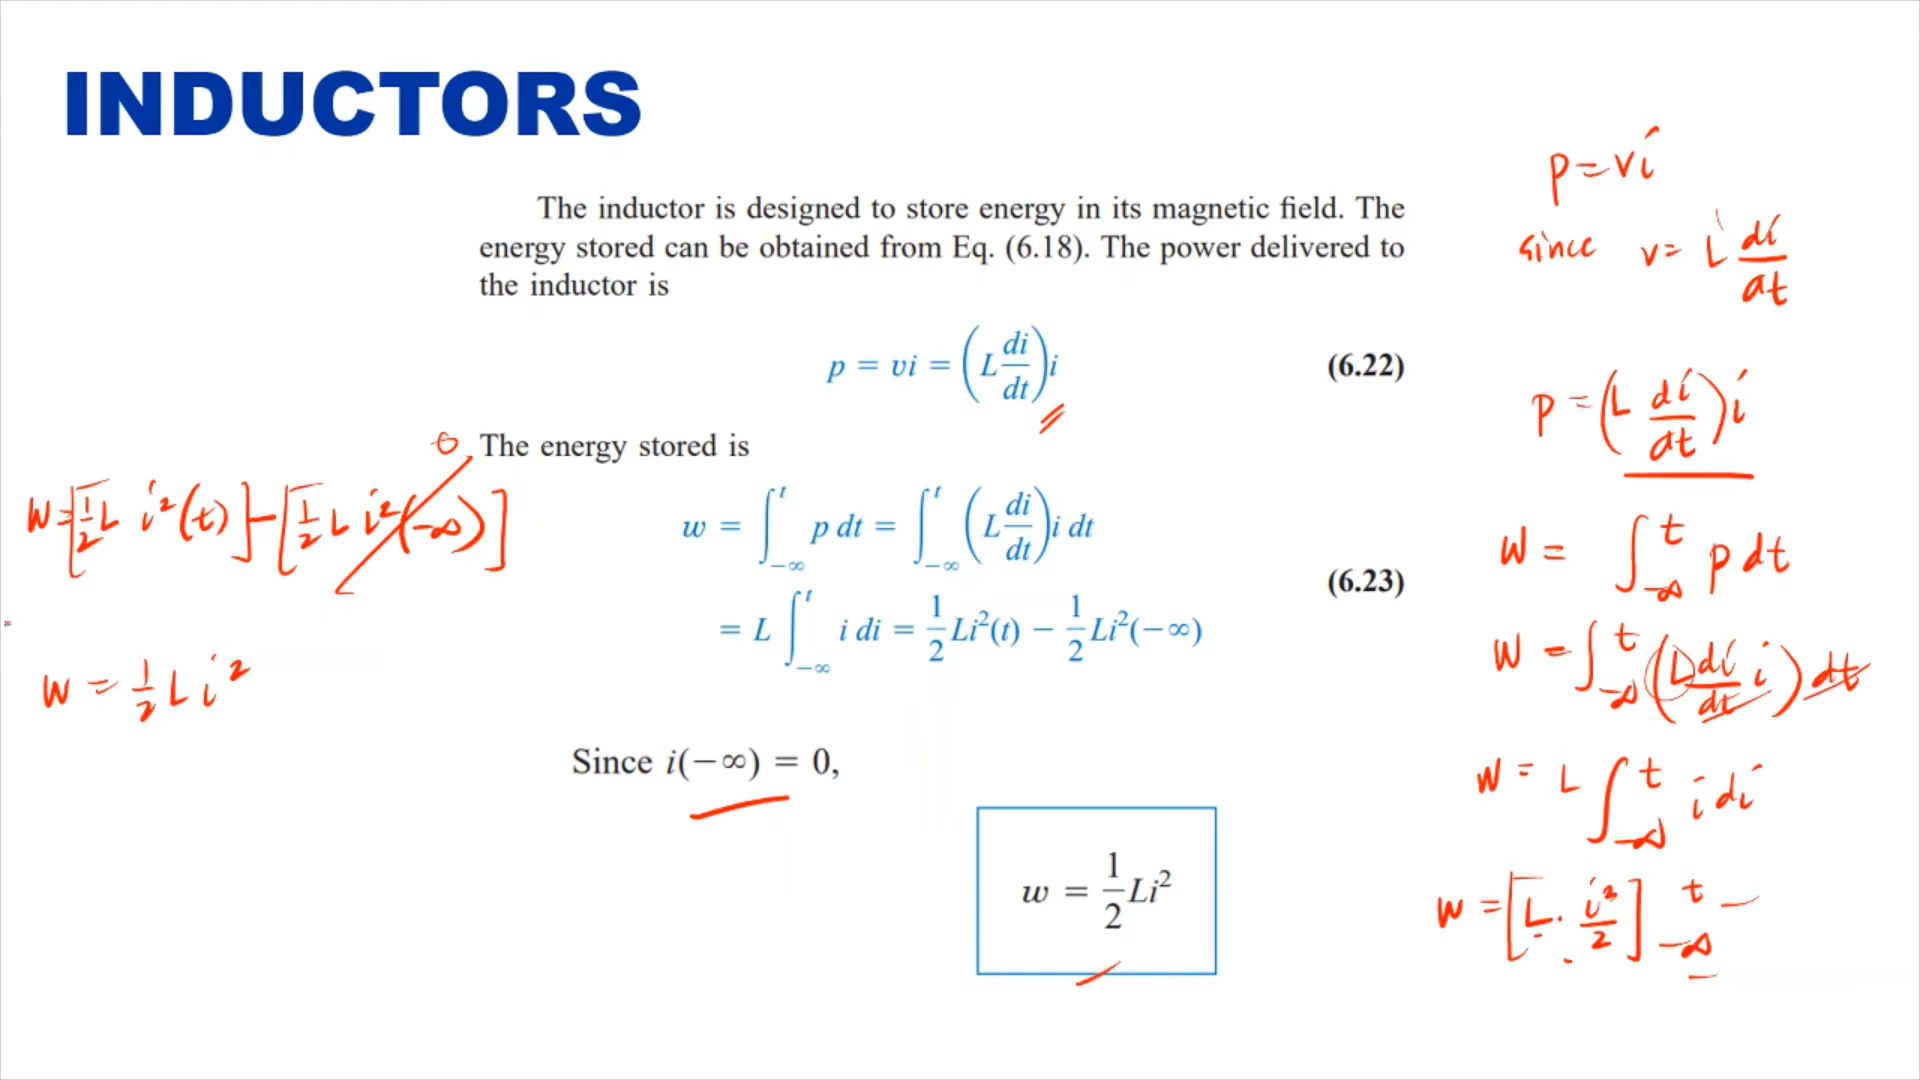 INDUCTORS
The inductor is designed to store energy in its magnetic field. The
energy stored can be obtained from Eq. (6.18). The power delivered to
the inductor is
p = vi = (L di/dt) i (6.22)
The energy stored is
w = ∫_{-∞}^{t} p dt = ∫_{-∞}^{t} (L di/dt) i dt
= L ∫_{-∞}^{t} i di = 1/2 Li²(t) − 1/2 Li²(−∞) (6.23)
Since i(−∞) = 0,
w = 1/2 Li²
p = vi
since v = L di/dt
P = (L di/dt) i
W = ∫_{-∞}^{t} p dt
W = ∫_{-∞}^{t} (L di/dt i) dt
W = L ∫_{-∞}^{t} i di
W = [L · i²/2]_{-∞}^{t}
W = [1/2 L i²(t)] − [1/2 L i²(−∞)] 0
W = 1/2 L i²